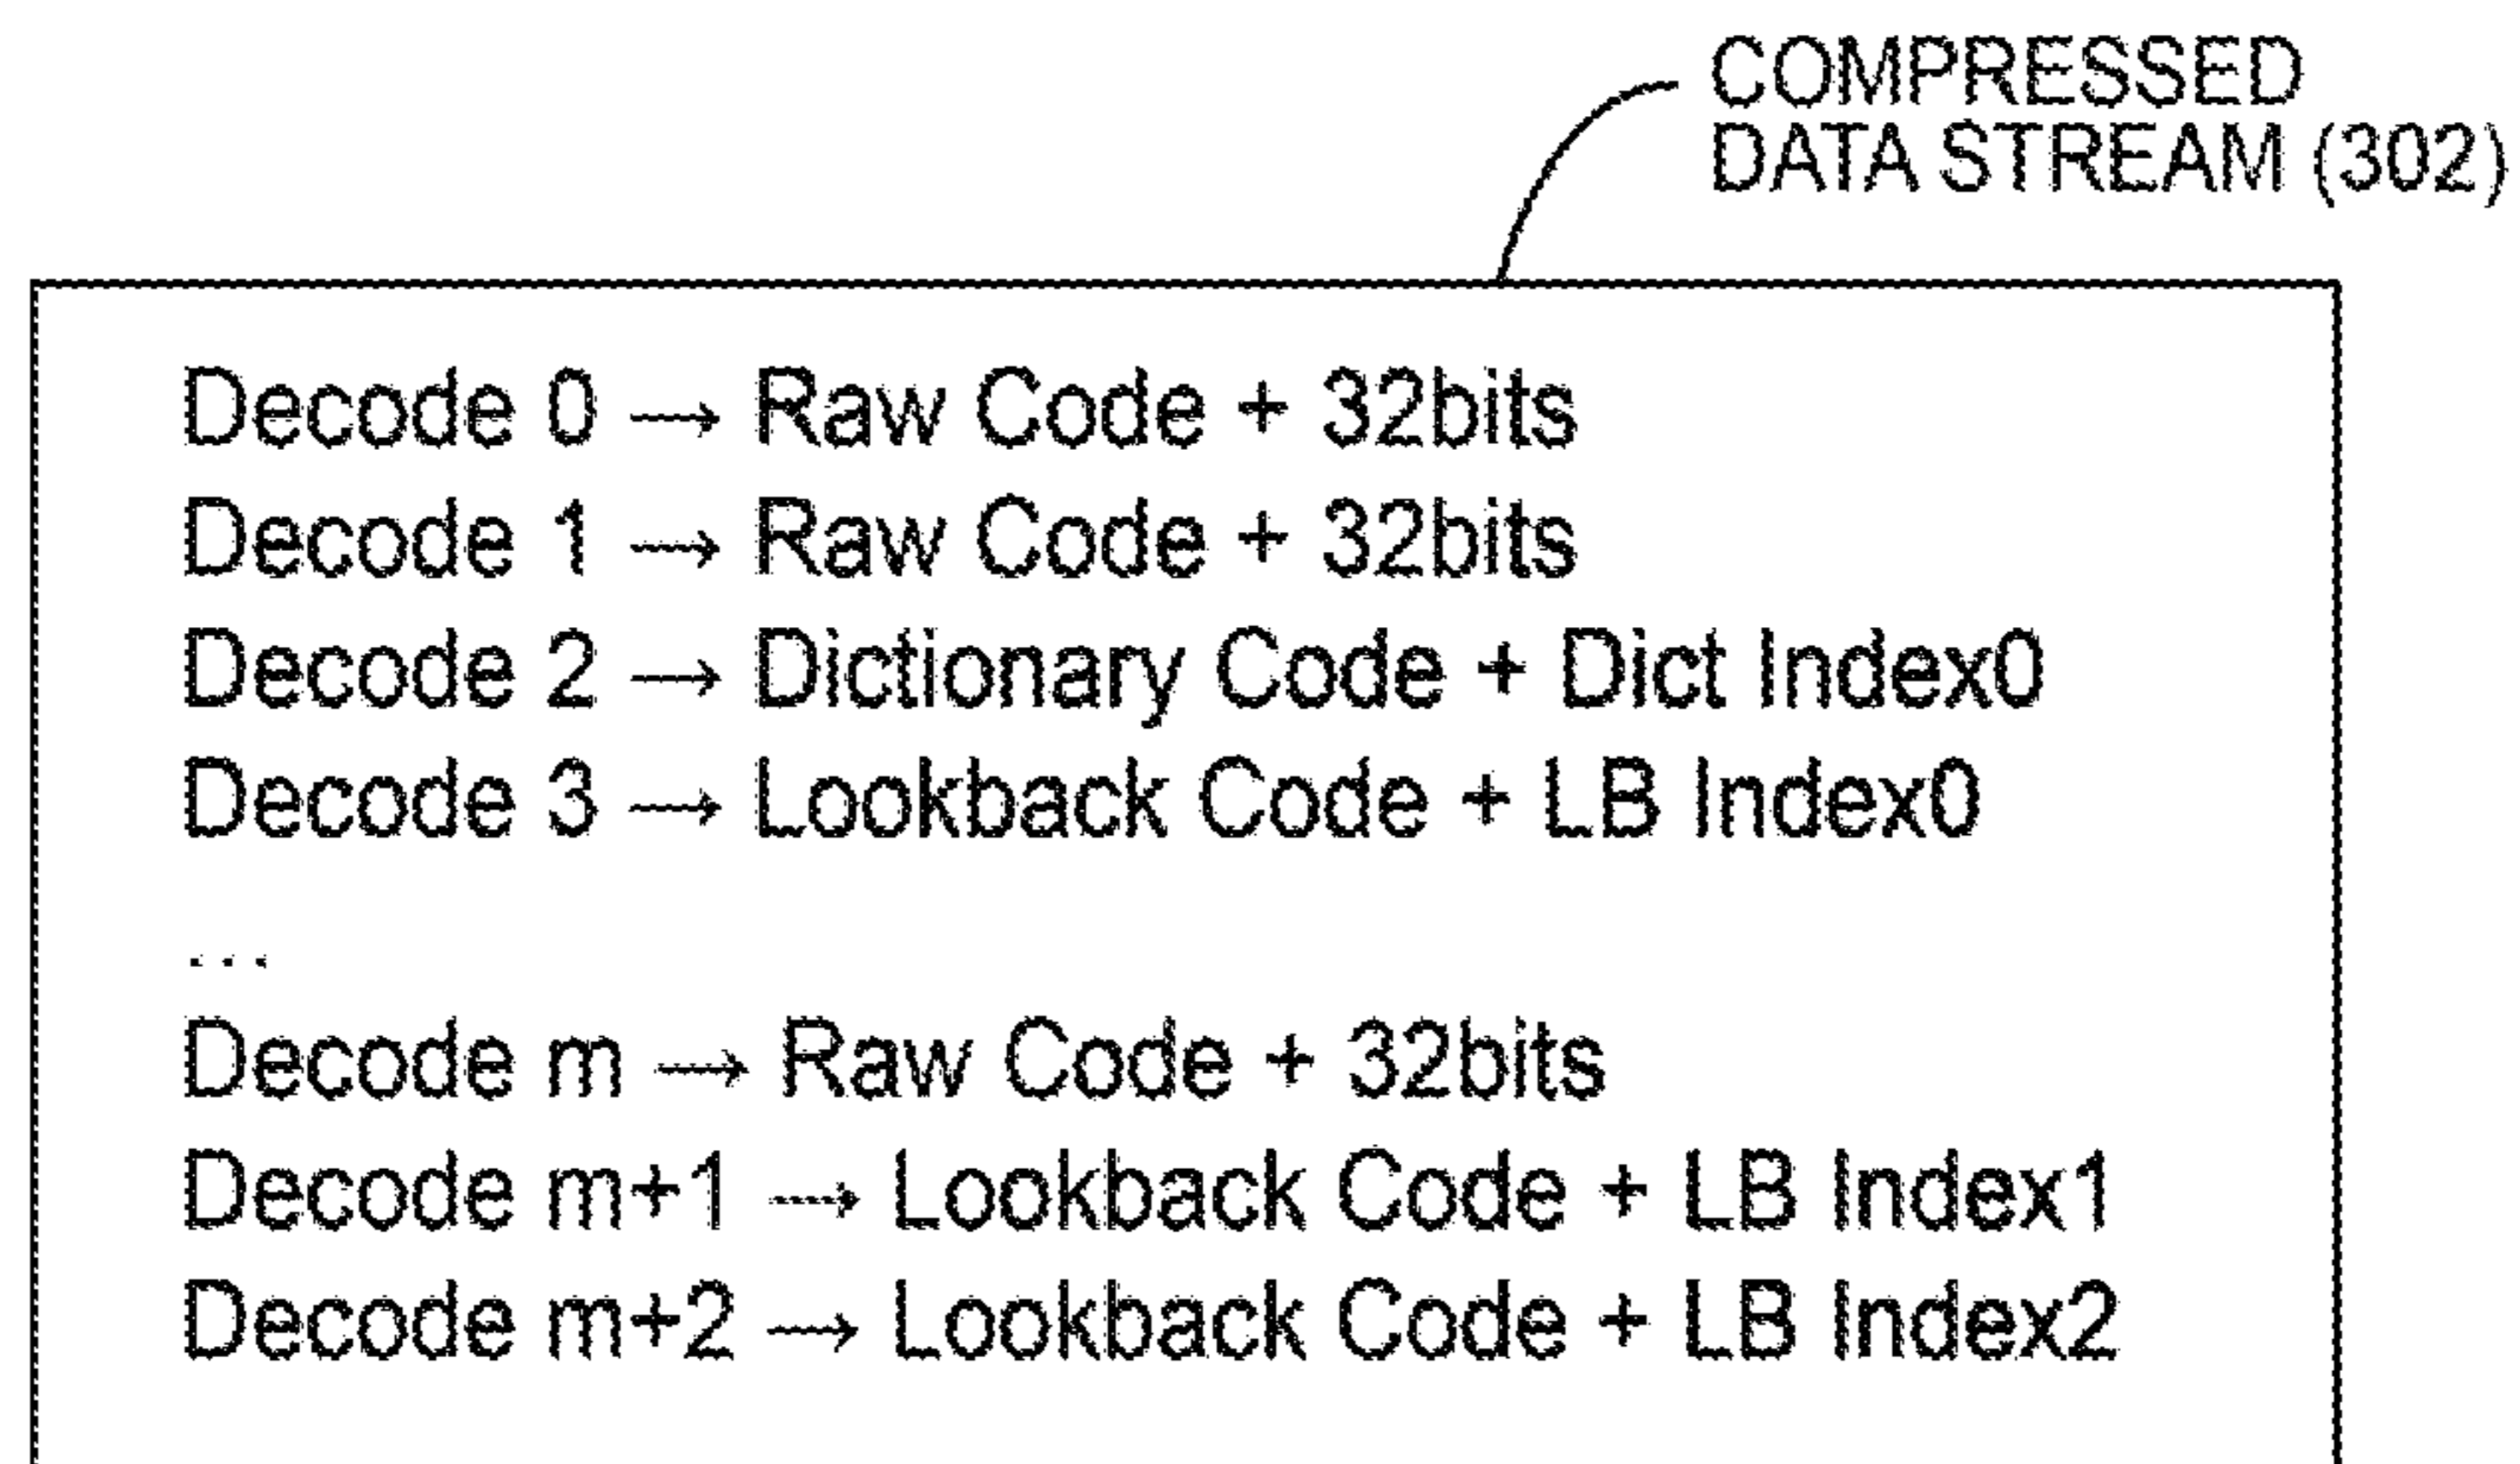 COMPRESSED
DATA STREAM (302)
Decode 0 → Raw Code + 32bits
Decode 1 → Raw Code + 32bits
Decode 2 → Dictionary Code + Dict Index0
Decode 3 → Lookback Code + LB Index0
...
Decode m → Raw Code + 32bits
Decode m+1 → Lookback Code + LB Index1
Decode m+2 → Lookback Code + LB Index2